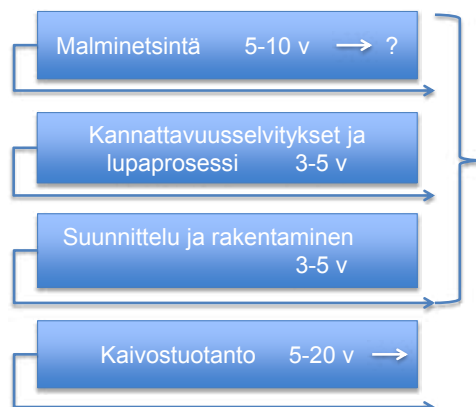 Malminetsintä 5-10 v → ?
Kannattavuusselvitykset ja
lupaprosessi 3-5 v
Suunnittelu ja rakentaminen
3-5 v
Kaivostuotanto 5-20 v →